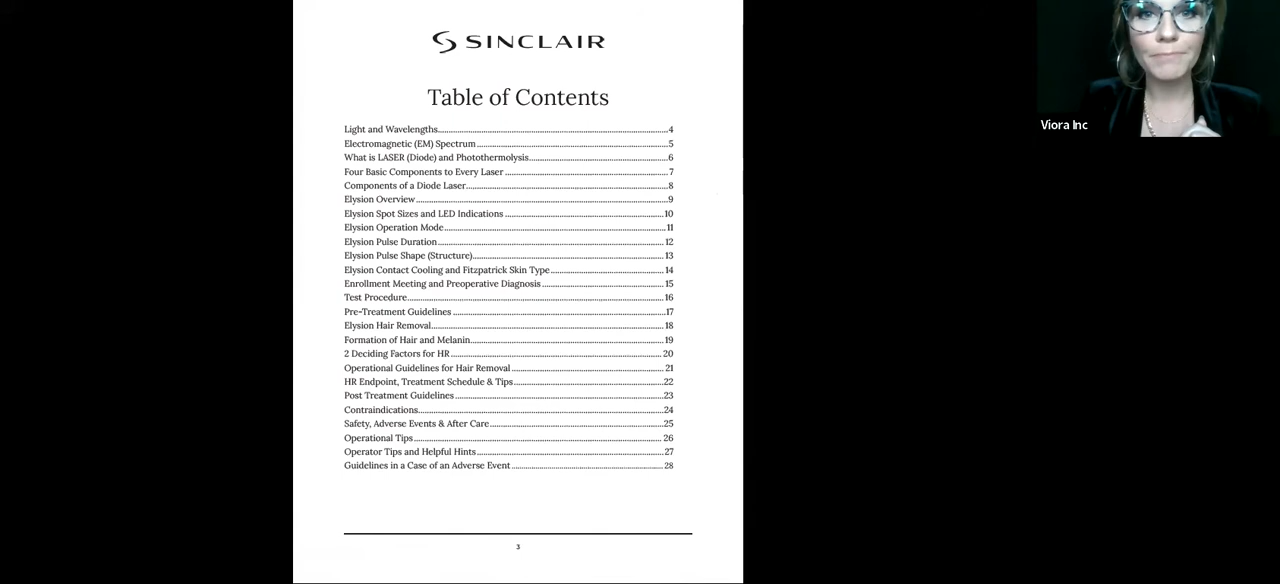 SINCLAIR
Table of Contents
Light and Wavelengths........4
Electromagnetic (EM) Spectrum........5
What is LASER (Diode) and Photothermolysis........6
Four Basic Components to Every Laser........7
Components of a Diode Laser........8
Elysion Overview........9
Elysion Spot Sizes and LED Indications........10
Elysion Operation Mode........11
Elysion Pulse Duration........12
Elysion Pulse Shape (Structure)........13
Elysion Contact Cooling and Fitzpatrick Skin Type........14
Enrollment Meeting and Preoperative Diagnosis........15
Test Procedure........16
Pre-Treatment Guidelines........17
Elysion Hair Removal........18
Formation of Hair and Melanin........19
2 Deciding Factors for HR........20
Operational Guidelines for Hair Removal........21
HR Endpoint, Treatment Schedule & Tips........22
Post Treatment Guidelines........23
Contraindications........24
Safety, Adverse Events & After Care........25
Operational Tips........26
Operator Tips and Helpful Hints........27
Guidelines in a Case of an Adverse Event........28
3
Viora Inc